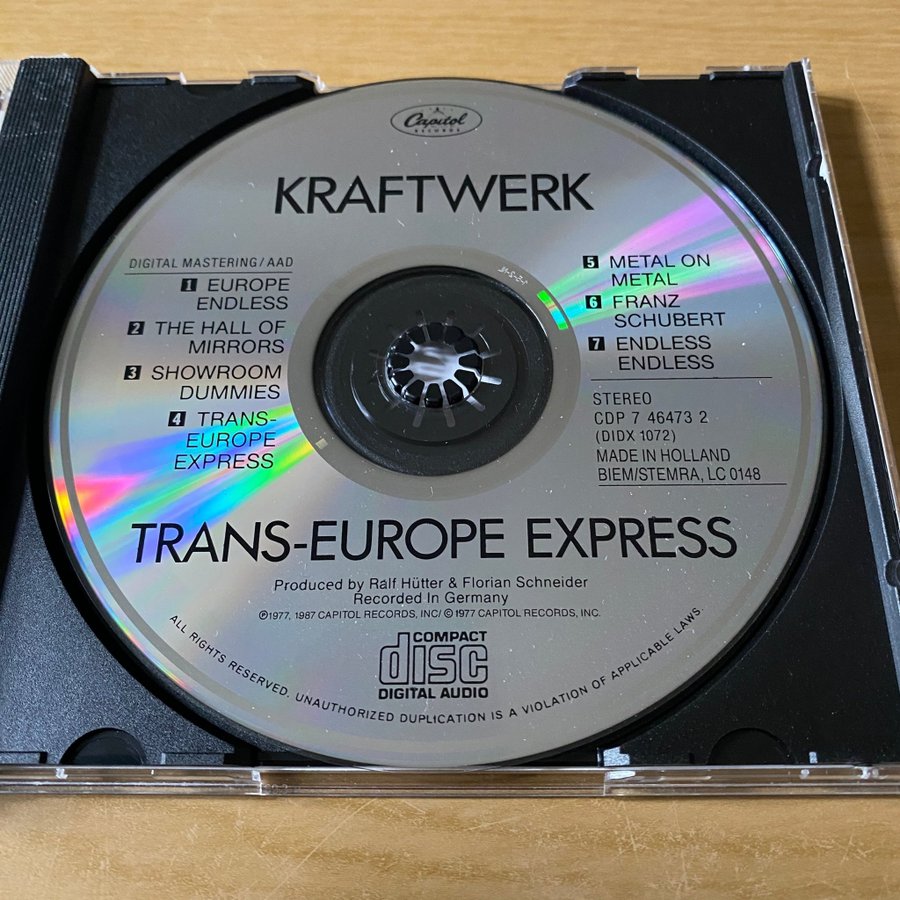 Capitol
RECORDS
KRAFTWERK
DIGITAL MASTERING/AAD
1 EUROPE
ENDLESS
2 THE HALL OF
MIRRORS
3 SHOWROOM
DUMMIES
4 TRANS-
EUROPE
EXPRESS
5 METAL ON
METAL
6 FRANZ
SCHUBERT
7 ENDLESS
ENDLESS
STEREO
CDP 7 46473 2
(DIDX 1072)
MADE IN HOLLAND
BIEM/STEMRA, LC 0148
TRANS-EUROPE EXPRESS
Produced by Ralf Hütter & Florian Schneider
Recorded In Germany
℗1977, 1987 CAPITOL RECORDS, INC/ ©1977 CAPITOL RECORDS, INC.
COMPACT
disc
DIGITAL AUDIO
ALL RIGHTS RESERVED. UNAUTHORIZED DUPLICATION IS A VIOLATION OF APPLICABLE LAWS.